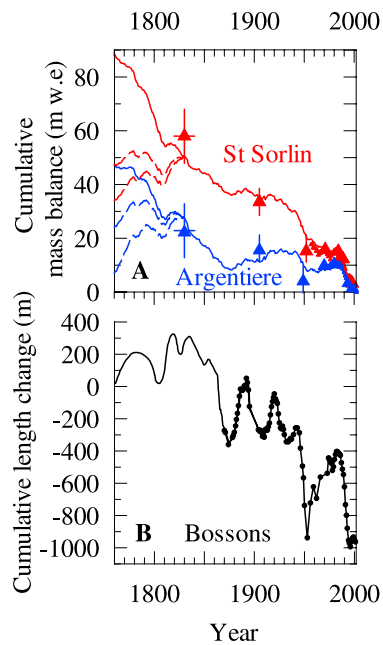 1800 1900 2000
Cumulative
mass balance (m w.e)
80
60
40
20
0
St Sorlin
A Argentiere
Cumulative length change (m)
400
200
0
-200
-400
-600
-800
-1000
B Bossons
1800 1900 2000
Year